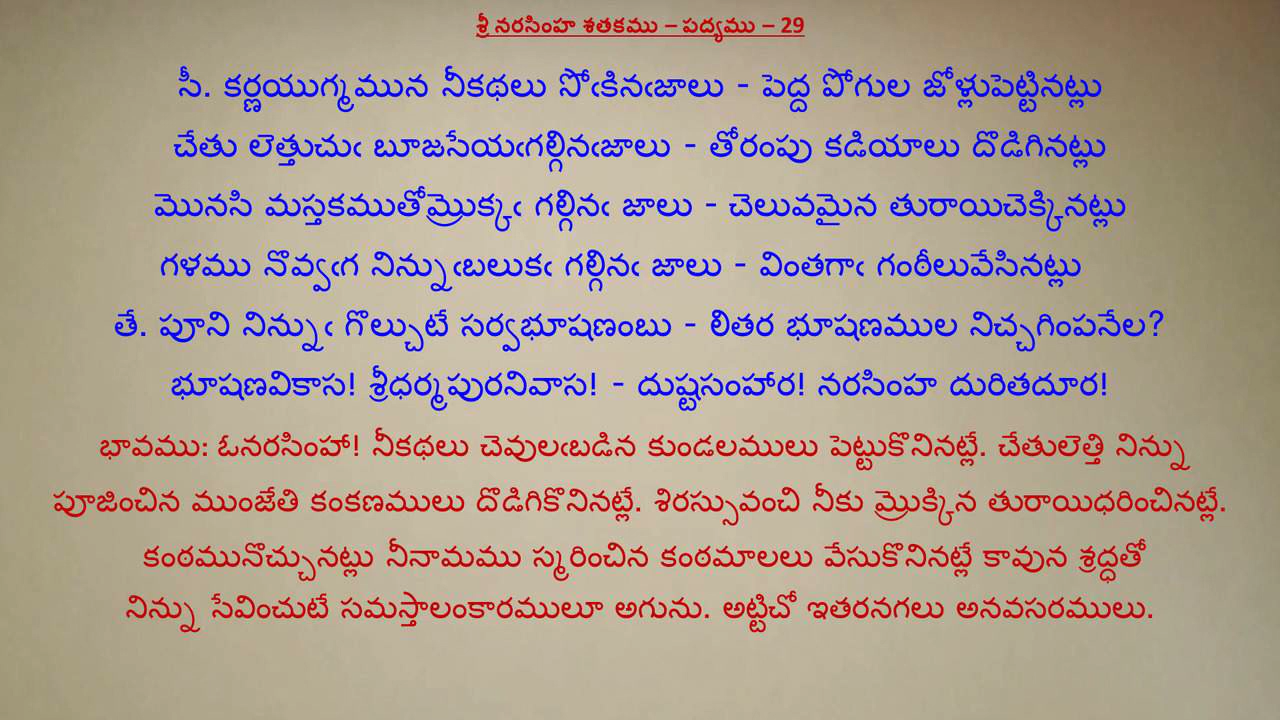 శ్రీ నరసింహ శతకము – పద్యము – 29
సీ. కర్ణయుగ్మమున నీకథలు సోఁకినఁజాలు - పెద్ద పోగుల జోళ్లుపెట్టినట్లు
చేతు లెత్తుచుఁ బూజసేయఁగల్గినఁజాలు - తోరంపు కడియాలు దొడిగినట్లు
మొనసి మస్తకముతోమ్రొక్కఁ గల్గినఁ జాలు - చెలువమైన తురాయిచెక్కినట్లు
గళము నొవ్వఁగ నిన్నుఁబలుకఁ గల్గినఁ జాలు - వింతగాఁ గంఠీలువేసినట్లు
తే. పూని నిన్నుఁ గొల్చుటే సర్వభూషణంబు - లితర భూషణముల నిచ్చగింపనేల?
భూషణవికాస! శ్రీధర్మపురనివాస! - దుష్టసంహార! నరసింహ దురితదూర!
భావము: ఓనరసింహా! నీకథలు చెవులఁబడిన కుండలములు పెట్టుకొనినట్లే. చేతులెత్తి నిన్ను
పూజించిన ముంజేతి కంకణములు దొడిగికొనినట్లే. శిరస్సువంచి నీకు మ్రొక్కిన తురాయిధరించినట్లే.
కంఠమునొచ్చునట్లు నీనామము స్మరించిన కంఠమాలలు వేసుకొనినట్లే కావున శ్రద్ధతో
నిన్ను సేవించుటే సమస్తాలంకారములూ అగును. అట్టిచో ఇతరనగలు అనవసరములు.